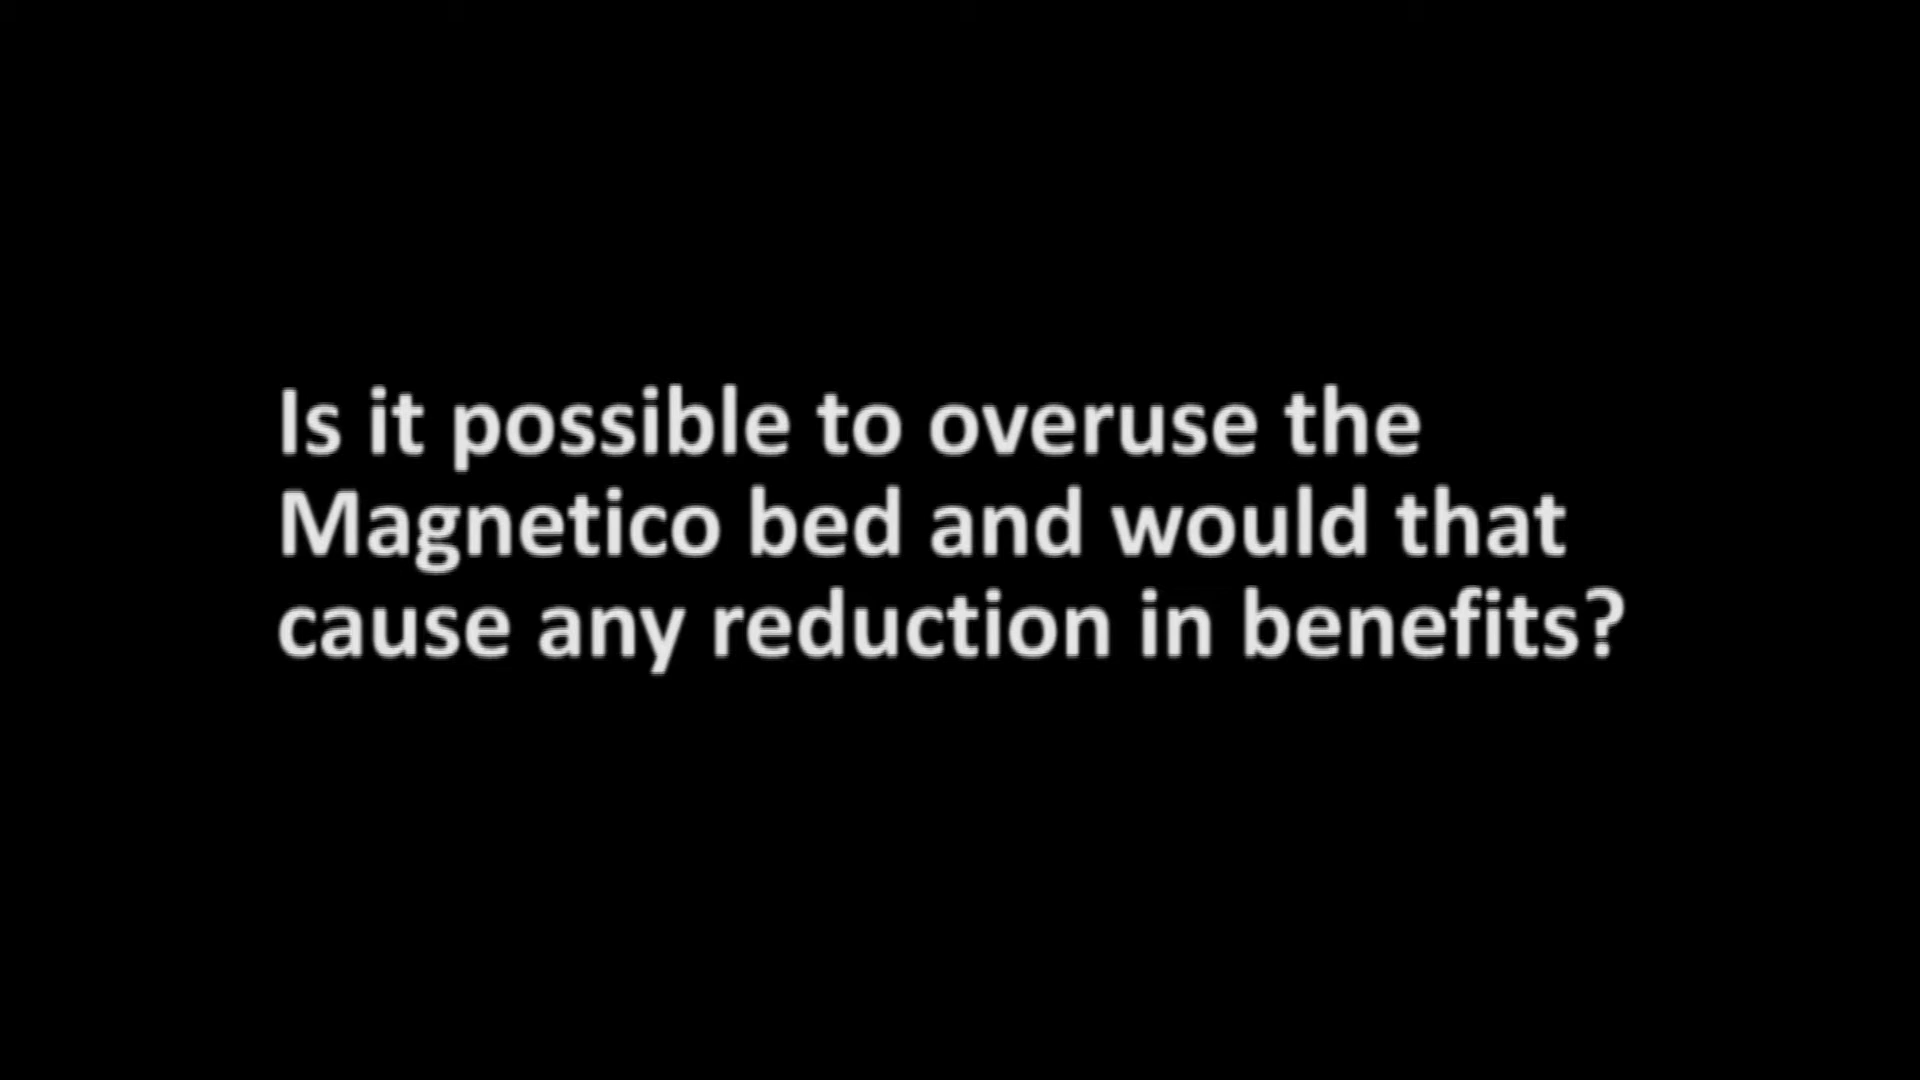 Is it possible to overuse the
Magnetico bed and would that
cause any reduction in benefits?